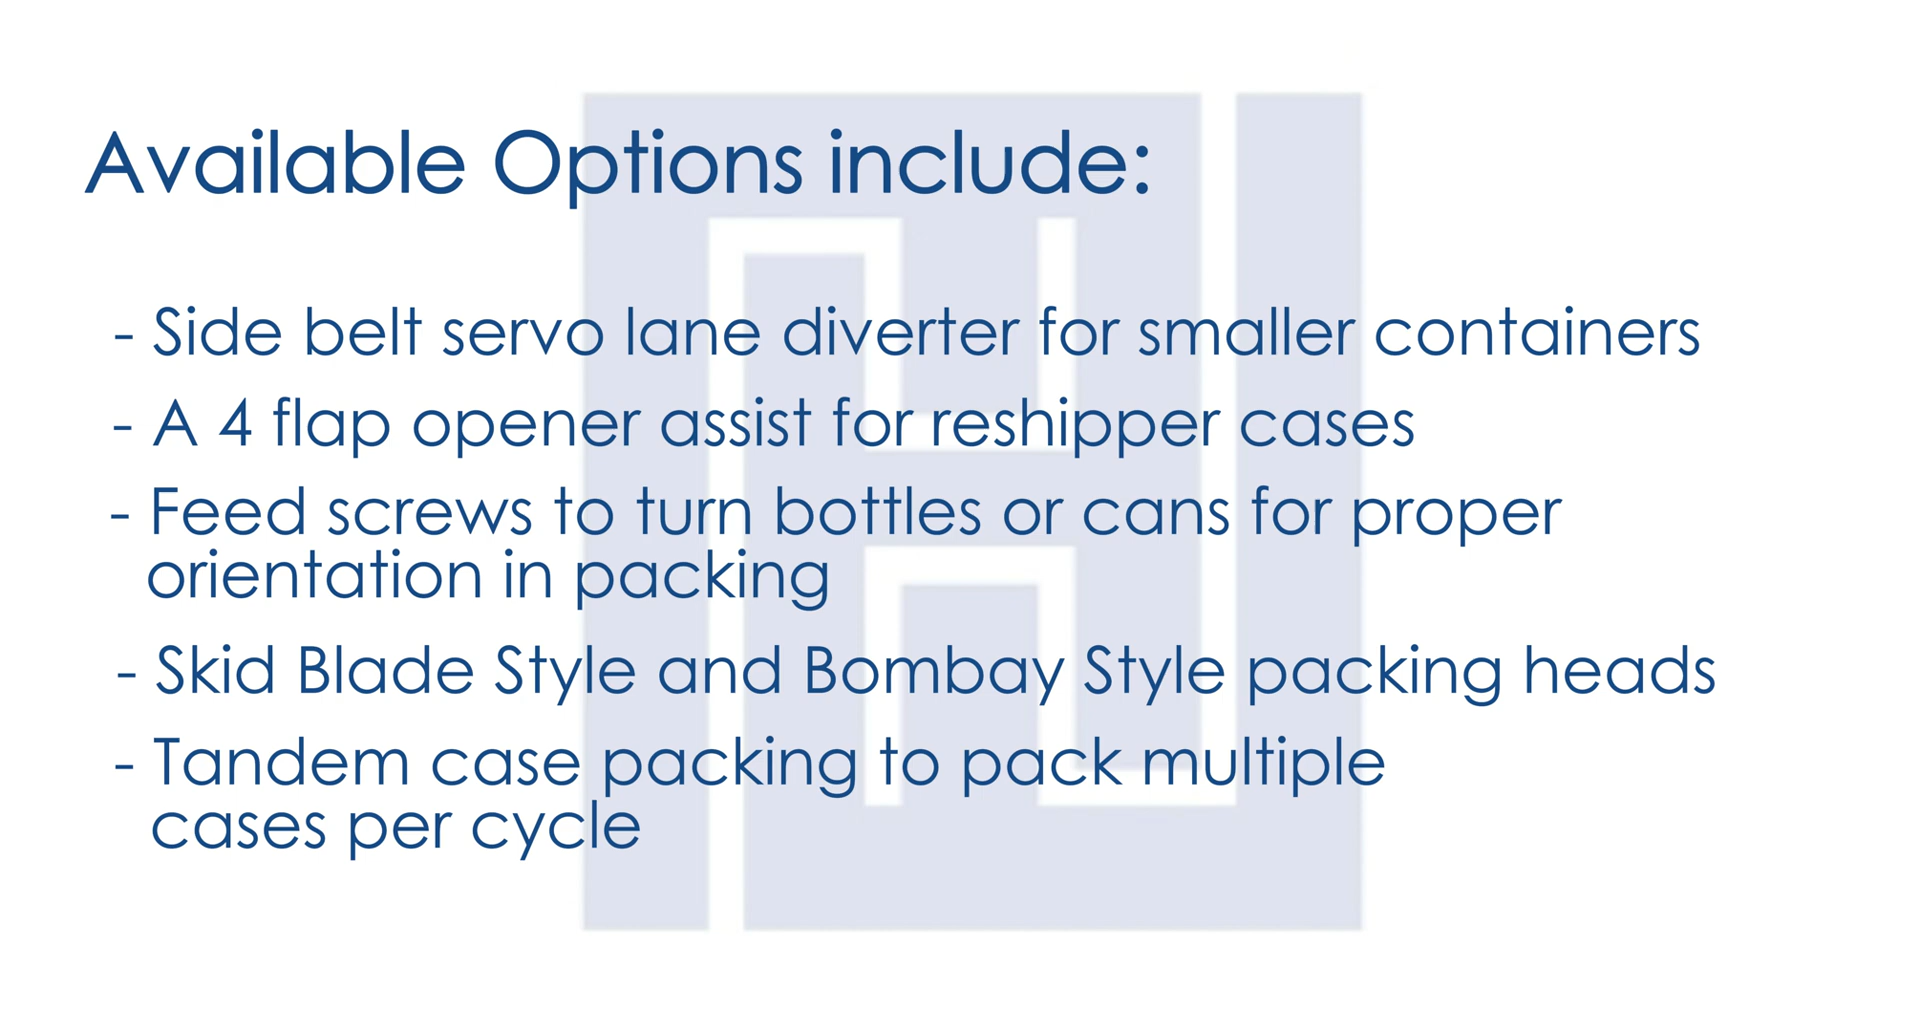 Available Options include:
- Side belt servo lane diverter for smaller containers
- A 4 flap opener assist for reshipper cases
- Feed screws to turn bottles or cans for proper
orientation in packing
- Skid Blade Style and Bombay Style packing heads
- Tandem case packing to pack multiple
cases per cycle